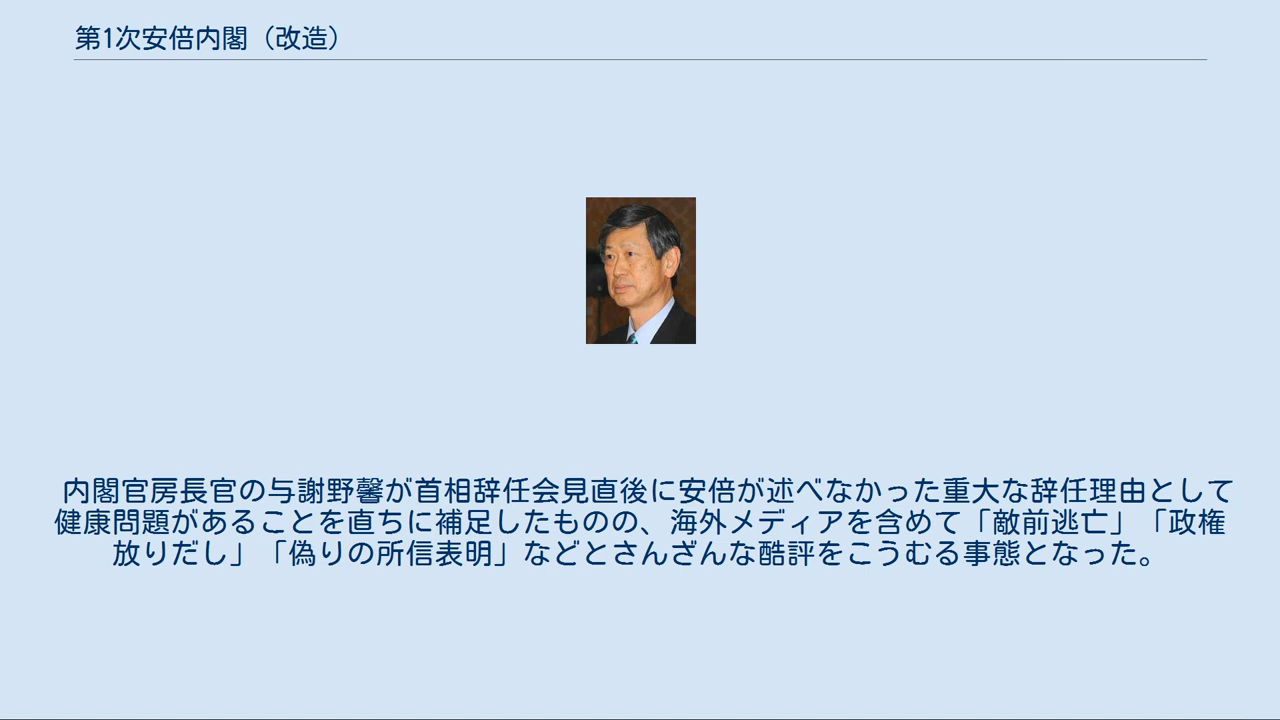 第1次安倍内閣（改造）
内閣官房長官の与謝野馨が首相辞任会見直後に安倍が述べなかった重大な辞任理由として
健康問題があることを直ちに補足したものの、海外メディアを含めて「敵前逃亡」「政権
放りだし」「偽りの所信表明」などとさんざんな酷評をこうむる事態となった。